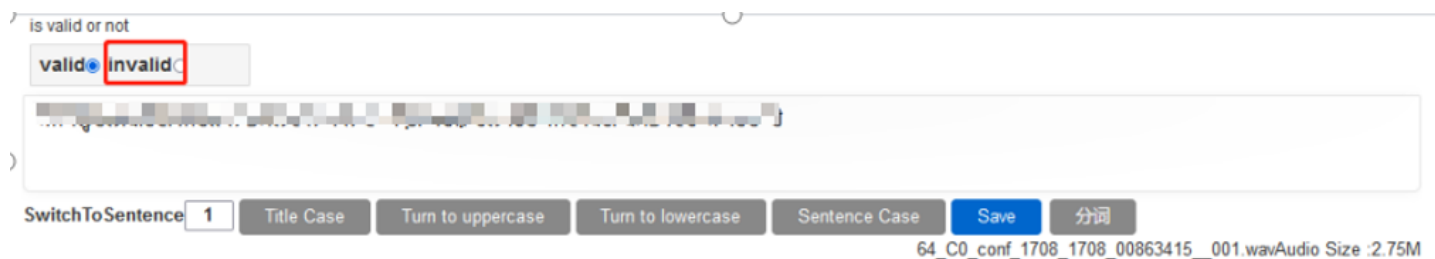 is valid or not
valid invalid
SwitchToSentence 1 Title Case Turn to uppercase Turn to lowercase Sentence Case Save 分词
64_C0_conf_1708_1708_00863415__001.wavAudio Size :2.75M